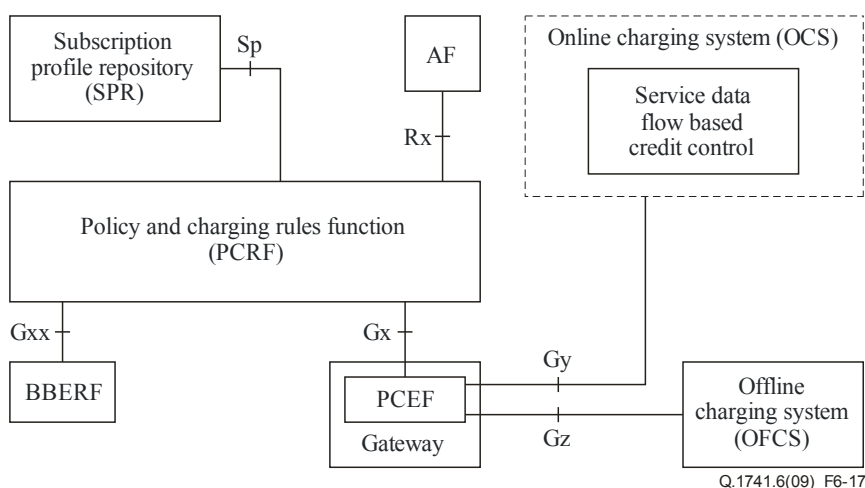 Subscription
profile repository
(SPR)
Sp
AF
Rx
Online charging system (OCS)
Service data
flow based
credit control
Policy and charging rules function
(PCRF)
Gxx
Gx
BBERF
PCEF
Gateway
Gy
Gz
Offline
charging system
(OFCS)
Q.1741.6(09)_F6-17